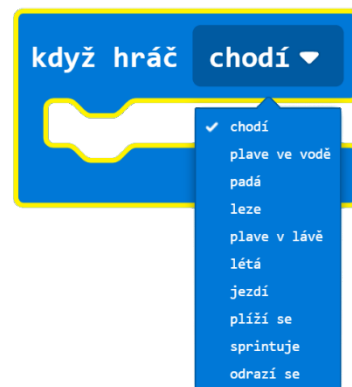 když hráč chodí
chodí
plave ve vodě
padá
leze
plave v lávě
létá
jezdí
plíží se
sprintuje
odrazí se